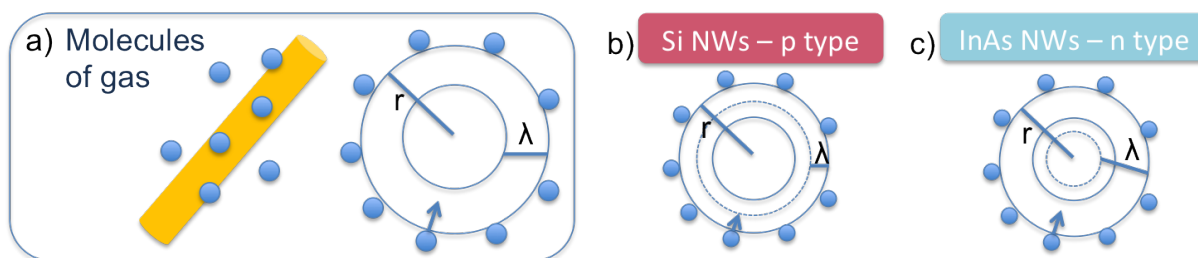 a) Molecules
of gas
r
λ
b) Si NWs – p type
r
λ
c) InAs NWs – n type
r
λ